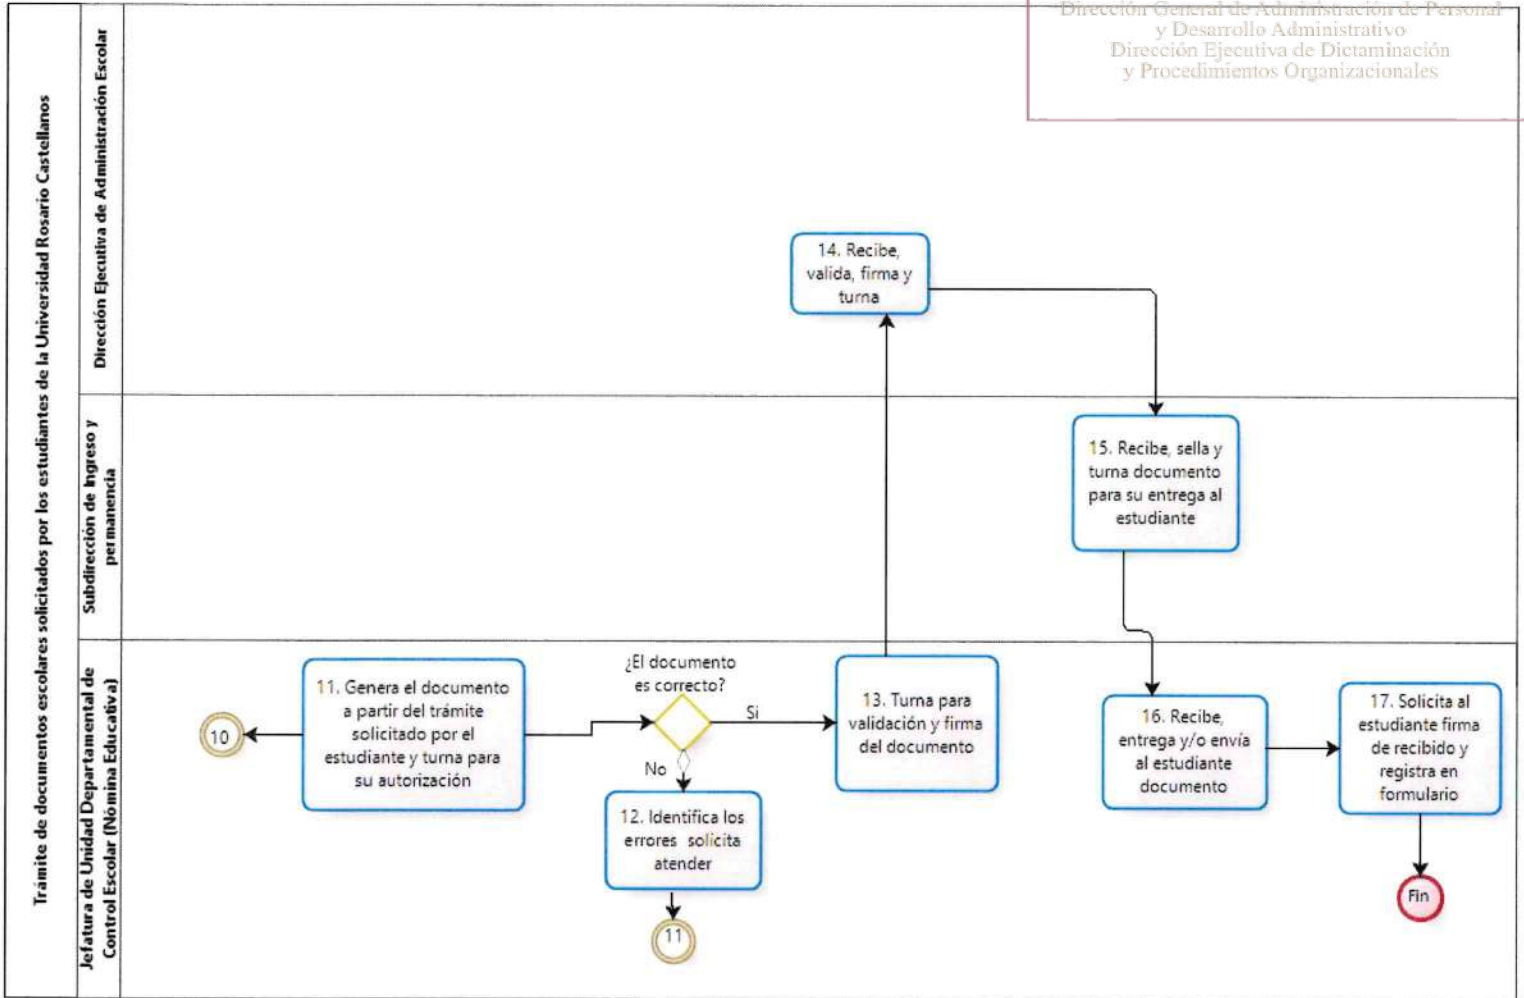 Dirección General de Administración de Personal
y Desarrollo Administrativo
Dirección Ejecutiva de Dictaminación
y Procedimientos Organizacionales
Trámite de documentos escolares solicitados por los estudiantes de la Universidad Rosario Castellanos
Dirección Ejecutiva de Administración Escolar
14. Recibe,
valida, firma y
turna
Subdirección de Ingreso y
permanencia
15. Recibe, sella y
turna documento
para su entrega al
estudiante
Jefatura de Unidad Departamental de
Control Escolar (Nómina Educativa)
10
11. Genera el documento
a partir del trámite
solicitado por el
estudiante y turna para
su autorización
¿El documento
es correcto?
Si
No
12. Identifica los
errores solicita
atender
11
13. Turna para
validación y firma
del documento
16. Recibe,
entrega y/o envía
al estudiante
documento
17. Solicita al
estudiante firma
de recibido y
registra en
formulario
Fin